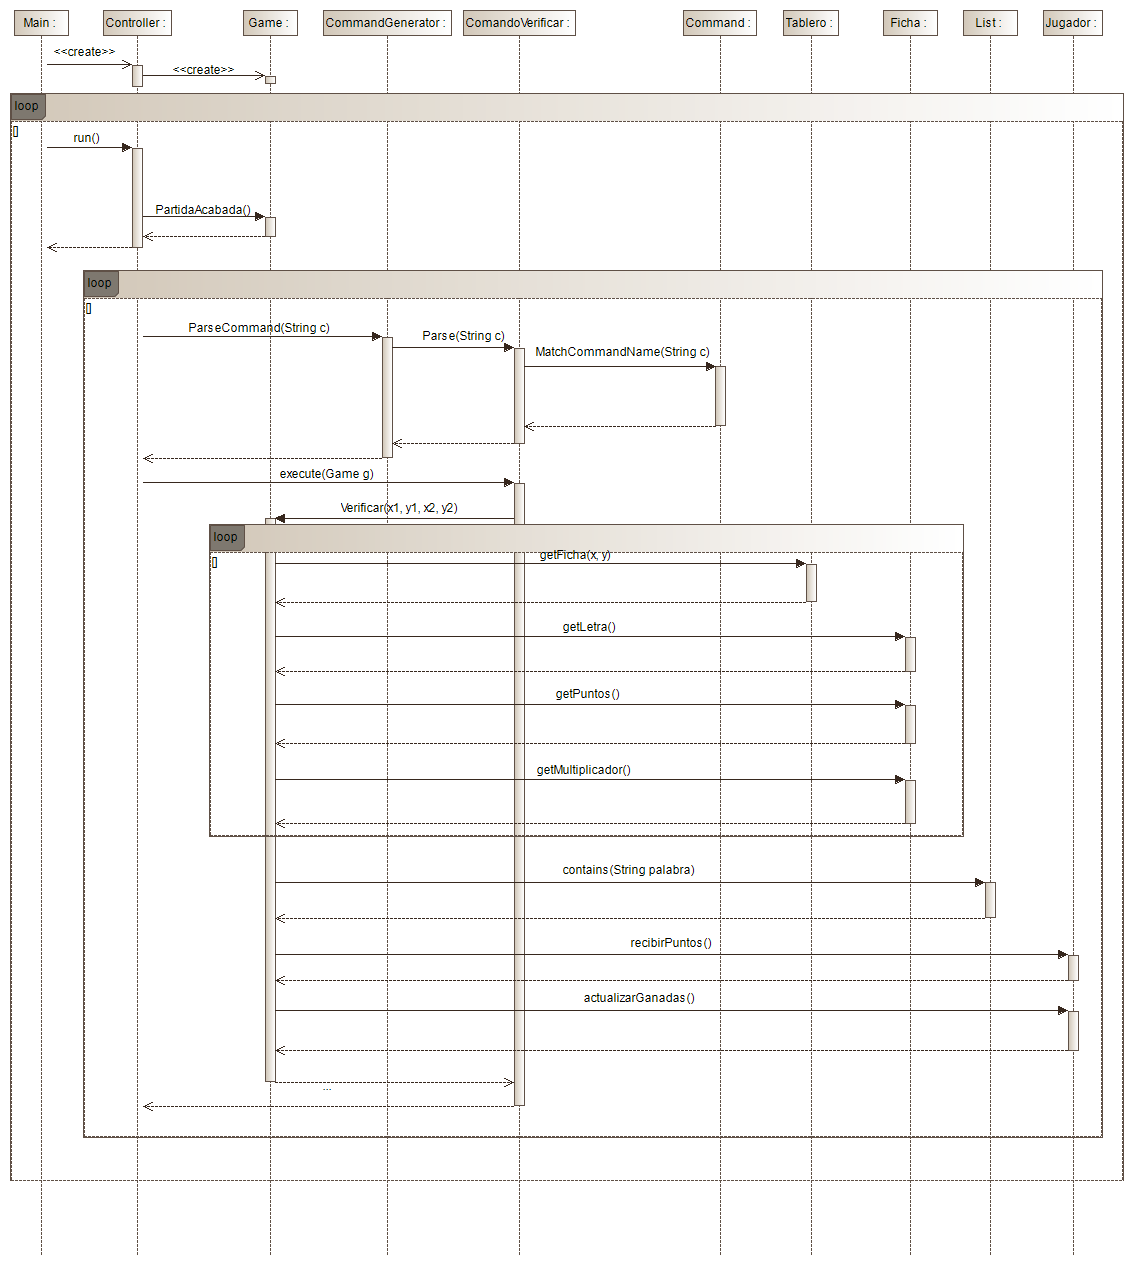 Main :
Controller :
Game :
CommandGenerator :
ComandoVerificar :
Command :
Tablero :
Ficha :
List :
Jugador :
<<create>>
<<create>>
loop
[]
run()
PartidaAcabada()
loop
[]
ParseCommand(String c)
Parse(String c)
MatchCommandName(String c)
execute(Game g)
Verificar(x1, y1, x2, y2)
loop
[]
getFicha(x, y)
getLetra()
getPuntos()
getMultiplicador()
contains(String palabra)
recibirPuntos()
actualizarGanadas()
...